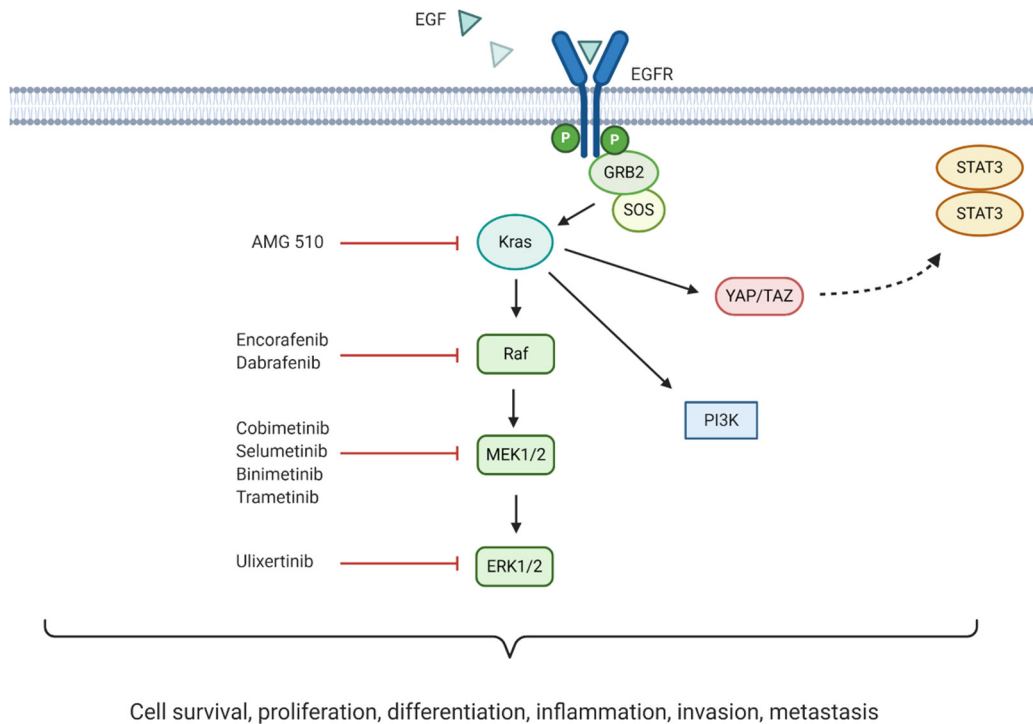 EGF
EGFR
P
P
GRB2
SOS
STAT3
STAT3
AMG 510
Kras
YAP/TAZ
Encorafenib
Dabrafenib
Raf
PI3K
Cobimetinib
Selumetinib
Binimetinib
Trametinib
MEK1/2
Ulixertinib
ERK1/2
Cell survival, proliferation, differentiation, inflammation, invasion, metastasis